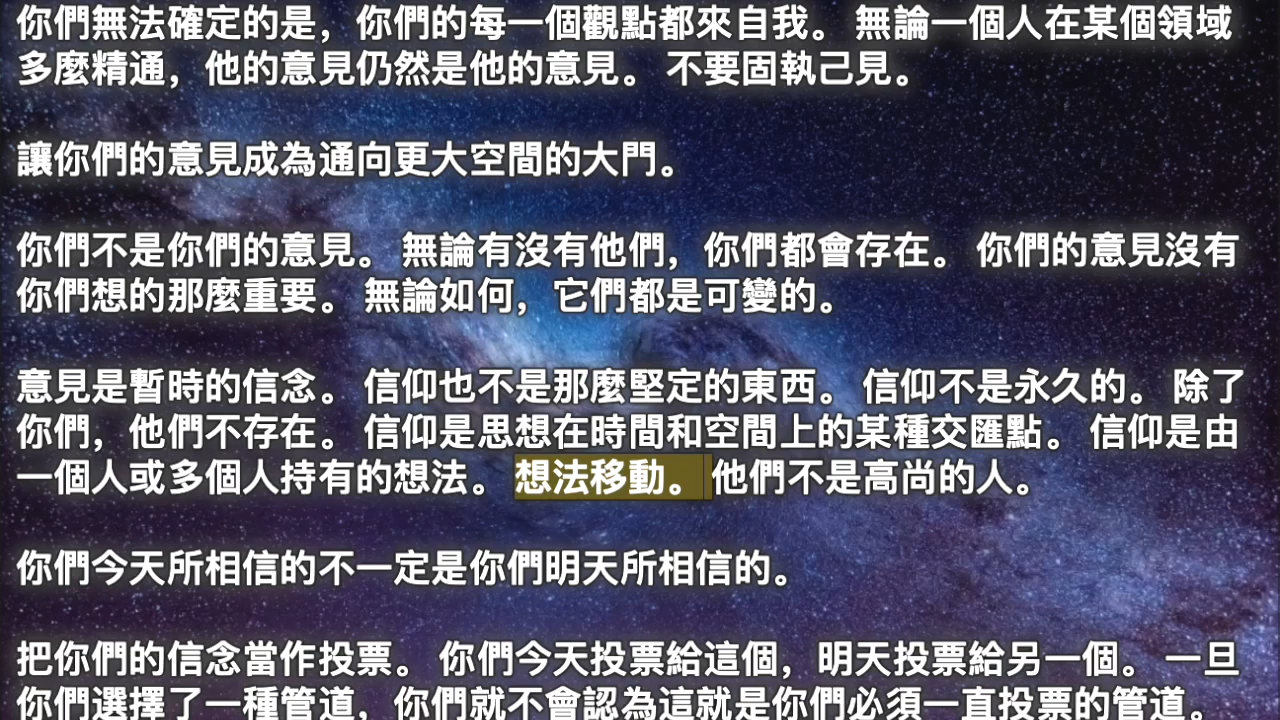 你們無法確定的是，你們的每一個觀點都來自我。 無論一個人在某個領域
多麼精通，他的意見仍然是他的意見。 不要固執己見。
讓你們的意見成為通向更大空間的大門。
你們不是你們的意見。 無論有沒有他們，你們都會存在。 你們的意見沒有
你們想的那麼重要。 無論如何，它們都是可變的。
意見是暫時的信念。 信仰也不是那麼堅定的東西。 信仰不是永久的。 除了
你們，他們不存在。 信仰是思想在時間和空間上的某種交匯點。 信仰是由
一個人或多個人持有的想法。 想法移動。 他們不是高尚的人。
你們今天所相信的不一定是你們明天所相信的。
把你們的信念當作投票。 你們今天投票給這個，明天投票給另一個。 一旦
你們選擇了一種管道，你們就不會認為這就是你們必須一直投票的管道。